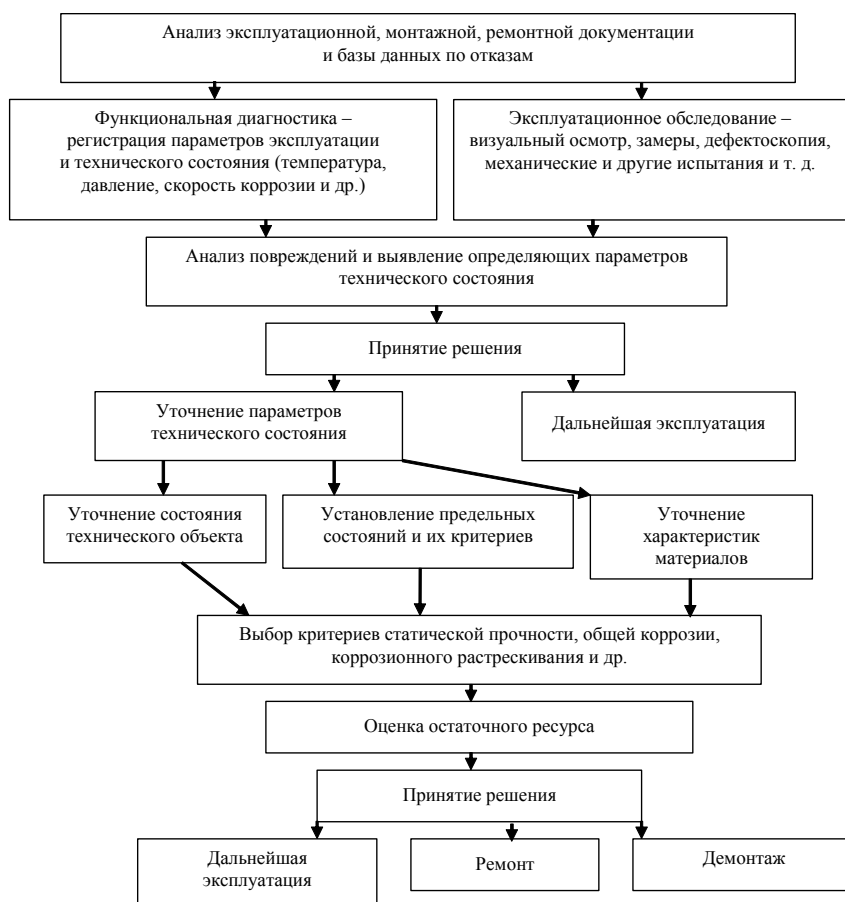 Анализ эксплуатационной, монтажной, ремонтной документации
и базы данных по отказам
Функциональная диагностика –
регистрация параметров эксплуатации
и технического состояния (температура,
давление, скорость коррозии и др.)
Эксплуатационное обследование –
визуальный осмотр, замеры, дефектоскопия,
механические и другие испытания и т. д.
Анализ повреждений и выявление определяющих параметров
технического состояния
Принятие решения
Уточнение параметров
технического состояния
Дальнейшая эксплуатация
Уточнение состояния
технического объекта
Установление предельных
состояний и их критериев
Уточнение
характеристик
материалов
Выбор критериев статической прочности, общей коррозии,
коррозионного растрескивания и др.
Оценка остаточного ресурса
Принятие решения
Дальнейшая
эксплуатация
Ремонт
Демонтаж